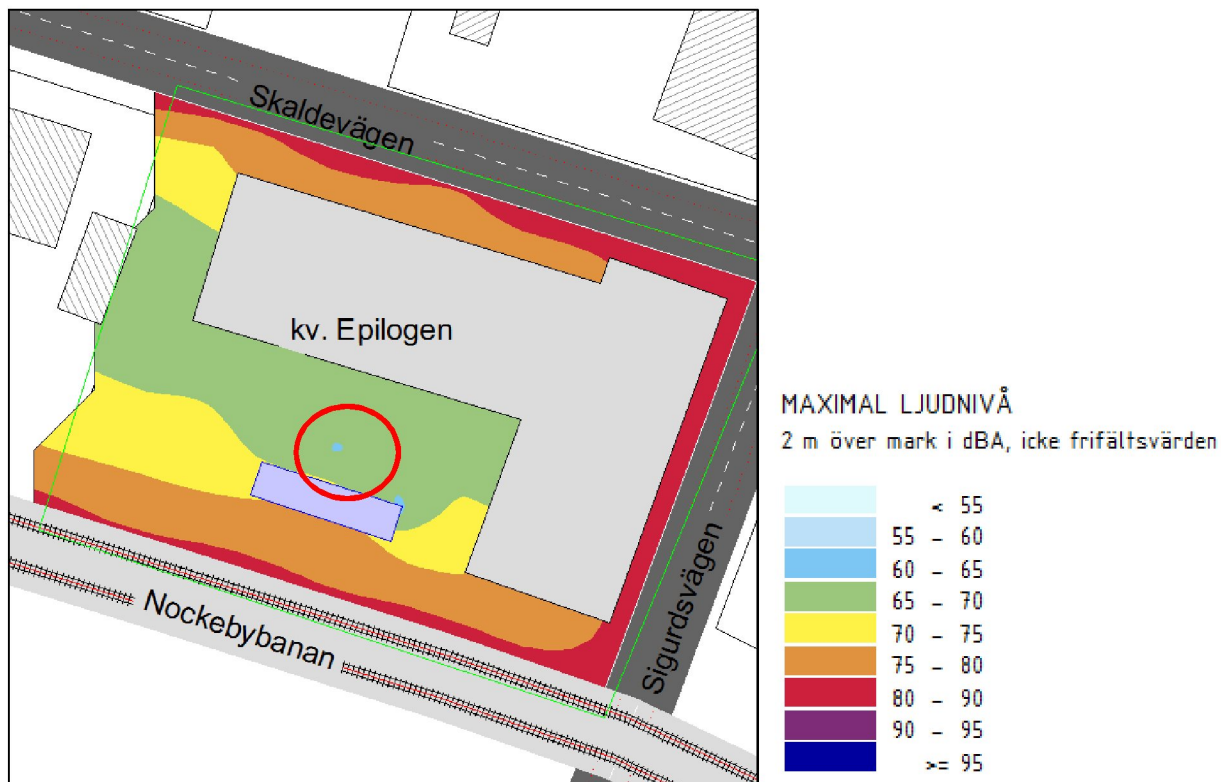 Skaldevägen
kv. Epilogen
Nockebybanan
Sigurdsvägen
MAXIMAL LJUDNIVÅ
2 m över mark i dBA, icke frifältsvärden
< 55
55 - 60
60 - 65
65 - 70
70 - 75
75 - 80
80 - 90
90 - 95
>= 95